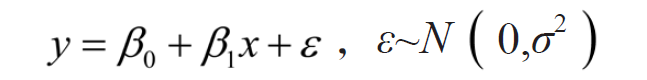 y = β₀ + β₁x + ε , ε~N ( 0,σ² )